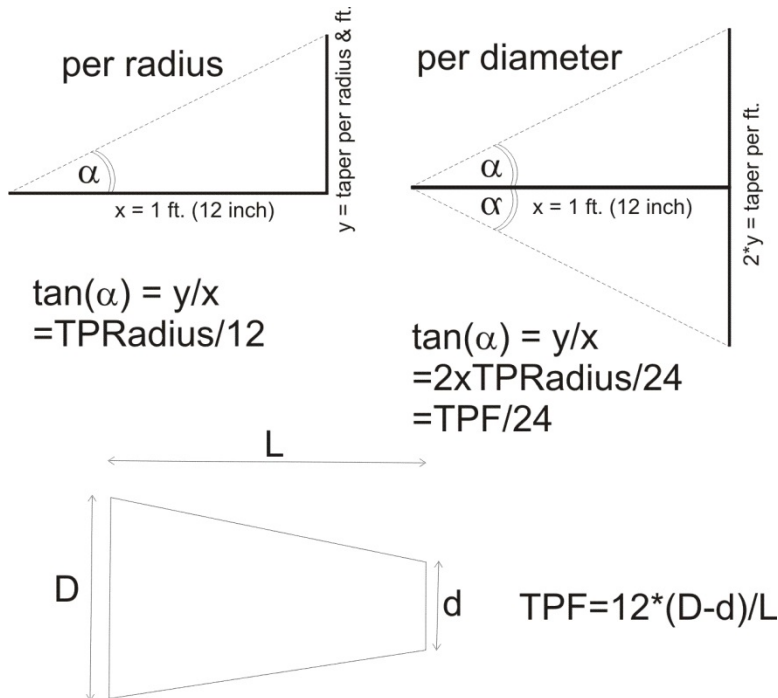 per radius
α
x = 1 ft. (12 inch)
y = taper per radius & ft.
tan(α) = y/x
=TPRadius/12
per diameter
α
α
x = 1 ft. (12 inch)
2*y = taper per ft.
tan(α) = y/x
=2xTPRadius/24
=TPF/24
L
D
d
TPF=12*(D-d)/L